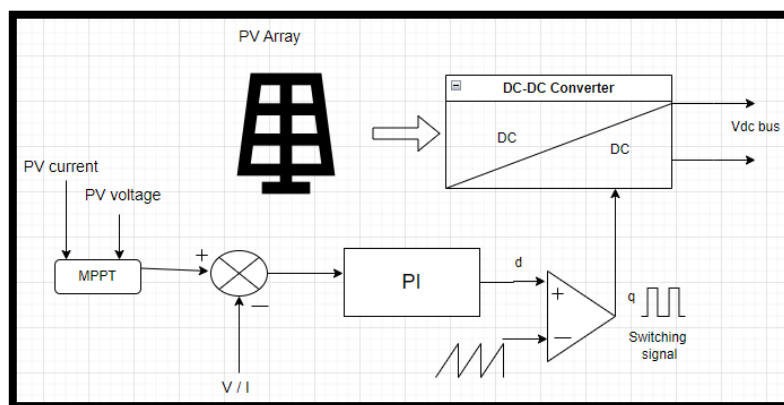 PV Array
DC-DC Converter
DC
DC
Vdc bus
PV current
PV voltage
MPPT
+
—
PI
d
+
—
q
Switching
signal
V / I